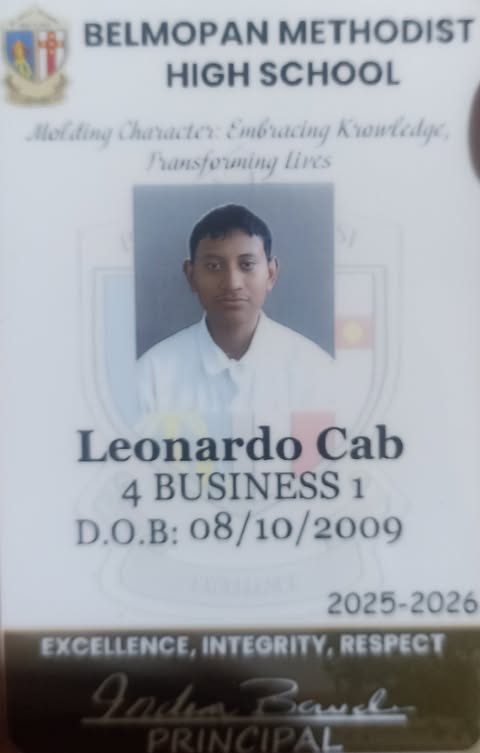 BELMOPAN METHODIST
HIGH SCHOOL
Molding Character: Embracing Knowledge,
Transforming Lives
Leonardo Cab
4 BUSINESS 1
D.O.B: 08/10/2009
EXCELLENCE
2025-2026
EXCELLENCE, INTEGRITY, RESPECT
PRINCIPAL